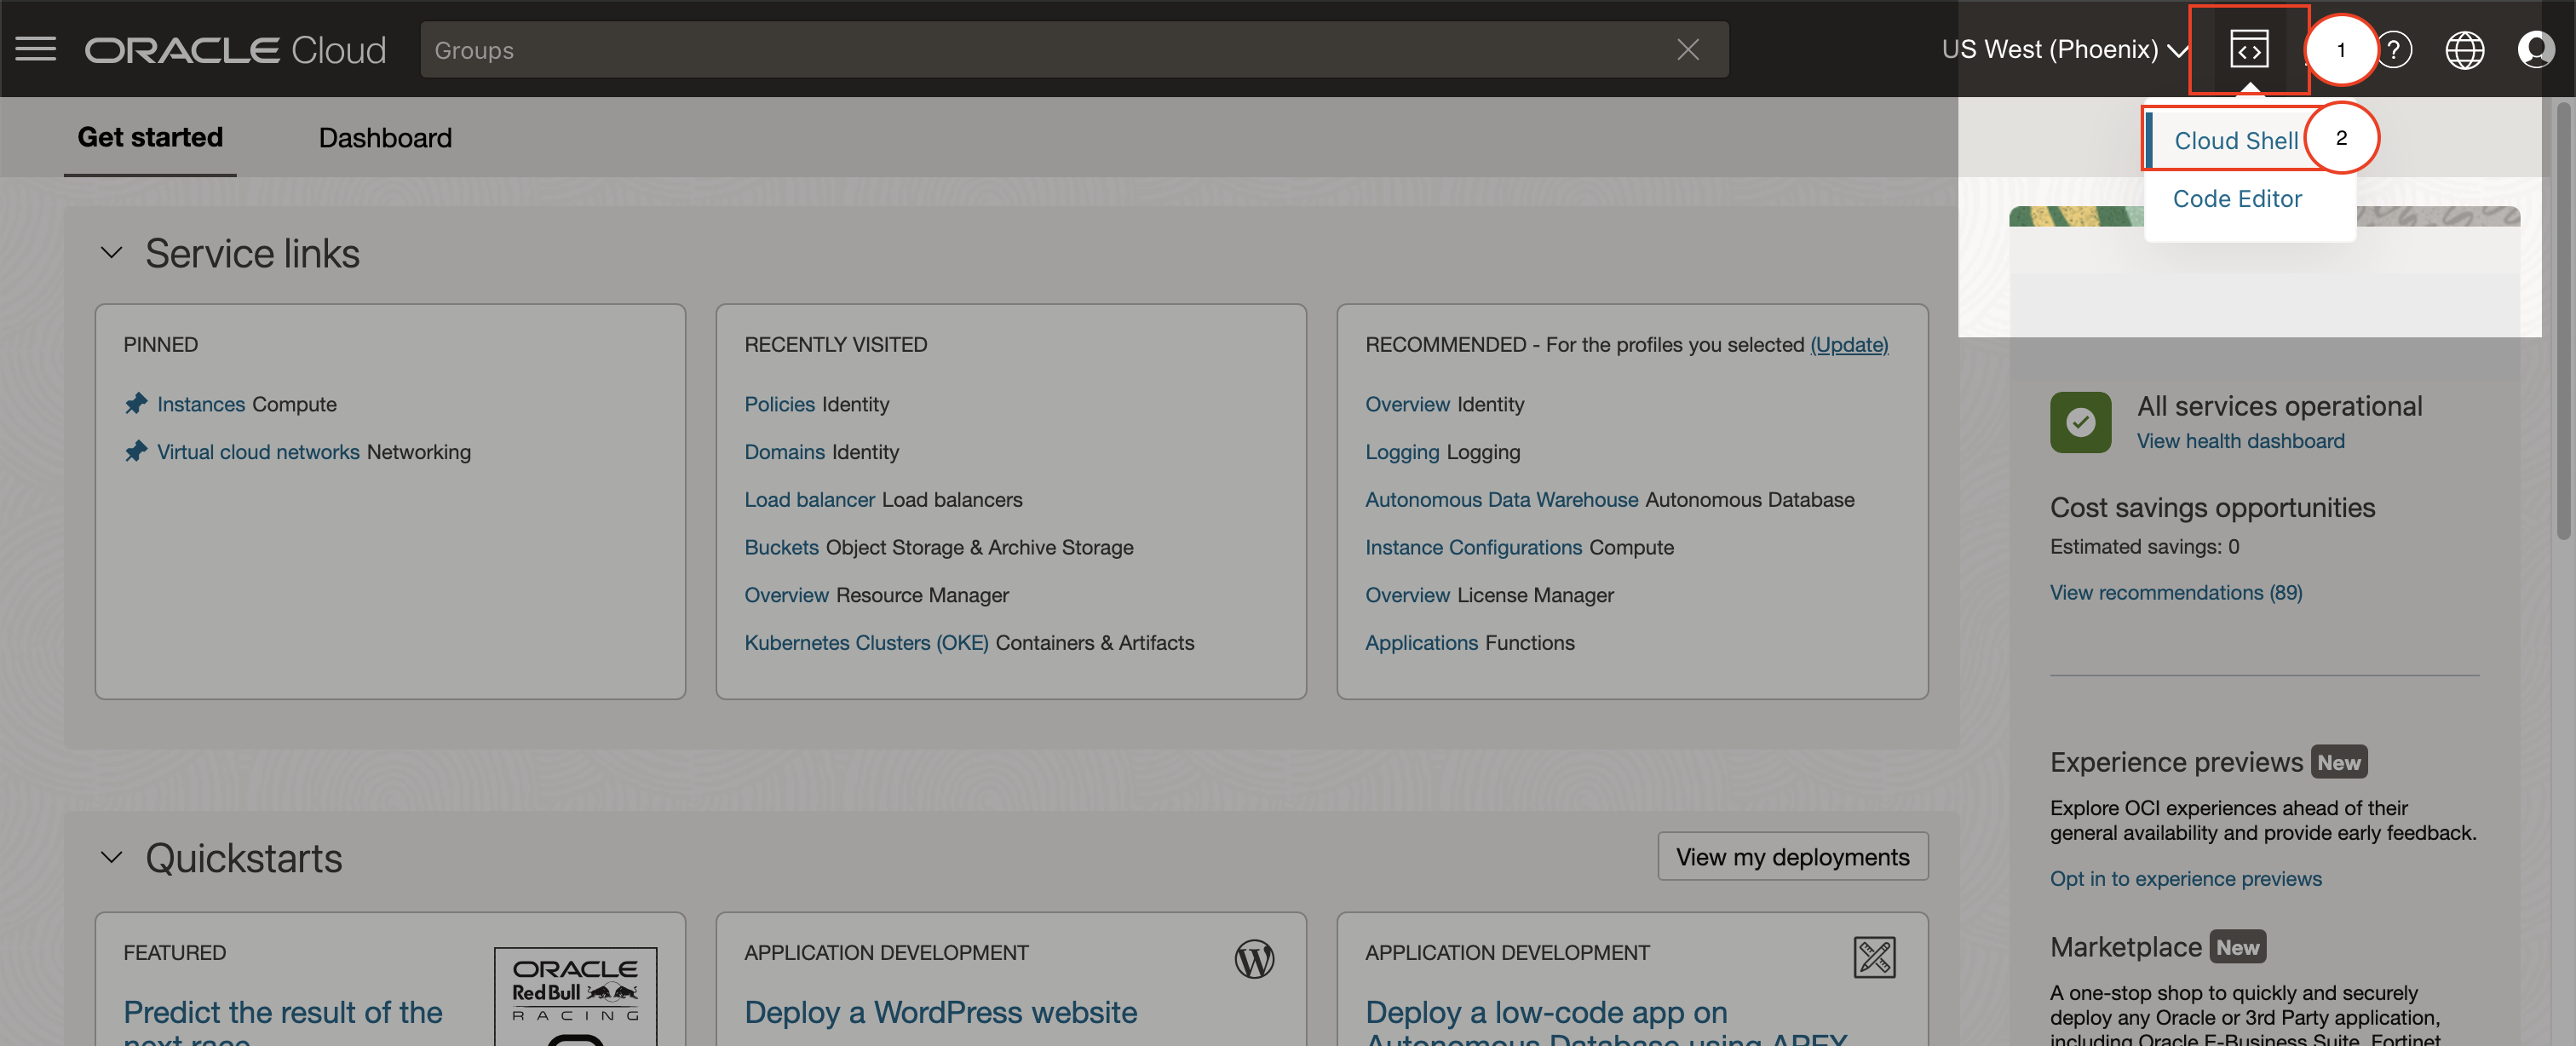 ORACLE Cloud
Groups
US West (Phoenix)
1
?
Cloud Shell
2
Code Editor
Get started
Dashboard
Service links
PINNED
Instances Compute
Virtual cloud networks Networking
RECENTLY VISITED
Policies Identity
Domains Identity
Load balancer Load balancers
Buckets Object Storage & Archive Storage
Overview Resource Manager
Kubernetes Clusters (OKE) Containers & Artifacts
RECOMMENDED - For the profiles you selected (Update)
Overview Identity
Logging Logging
Autonomous Data Warehouse Autonomous Database
Instance Configurations Compute
Overview License Manager
Applications Functions
All services operational
View health dashboard
Cost savings opportunities
Estimated savings: 0
View recommendations (89)
Experience previews New
Explore OCI experiences ahead of their
general availability and provide early feedback.
Opt in to experience previews
Marketplace New
A one-stop shop to quickly and securely
deploy any Oracle or 3rd Party application,
including Oracle E-Business Suite, Fortinet
Quickstarts
View my deployments
FEATURED
Predict the result of the
next race
ORACLE
Red Bull
RACING
APPLICATION DEVELOPMENT
Deploy a WordPress website
APPLICATION DEVELOPMENT
Deploy a low-code app on
Autonomous Database using APEX